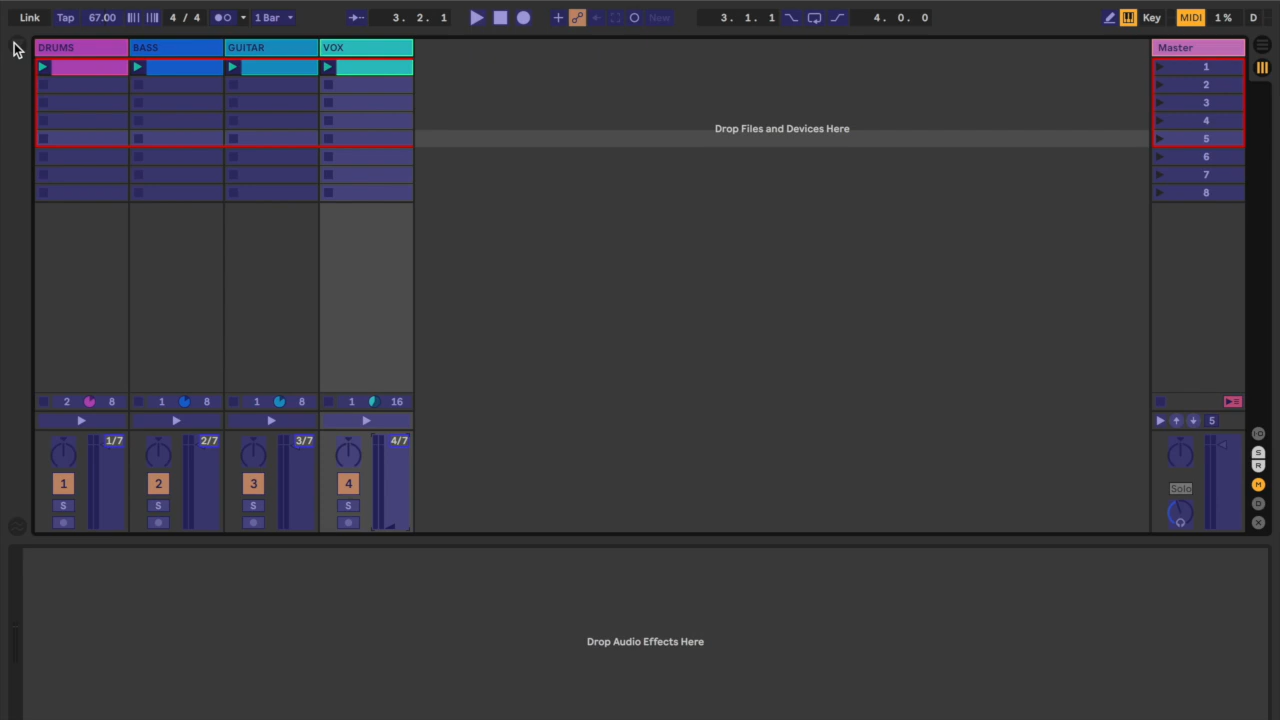 Link Tap 67.00 4 / 4 1 Bar 3. 2. 1 New 3. 1. 1 4. 0. 0 Key MIDI 1 % D
DRUMS BASS GUITAR VOX Master
1
2
3
4
5
6
7
8
Drop Files and Devices Here
2 8 1 8 1 8 1 16
5
1/7 2/7 3/7 4/7
I·O
S
R
1 2 3 4 Solo M
S S S S D
X
Drop Audio Effects Here